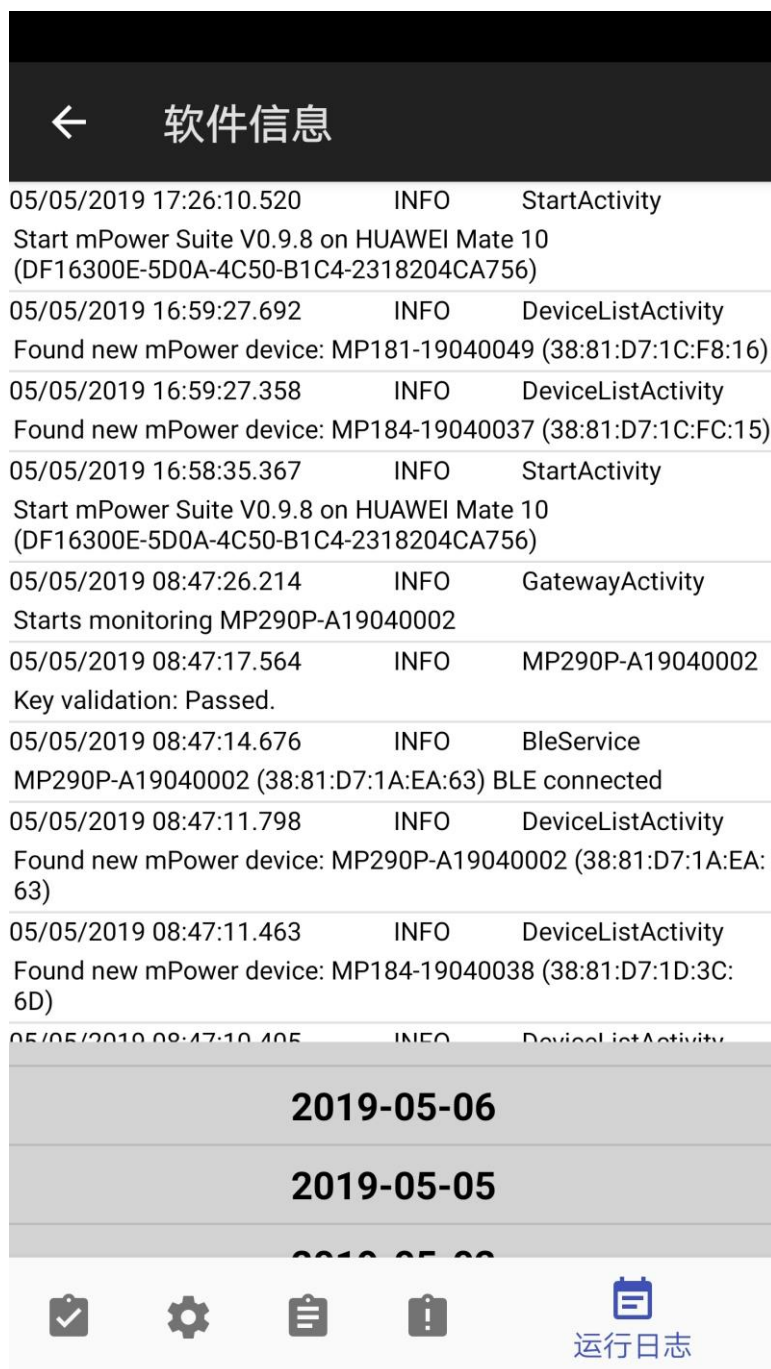 软件信息
05/05/2019 17:26:10.520 INFO StartActivity
Start mPower Suite V0.9.8 on HUAWEI Mate 10
(DF16300E-5D0A-4C50-B1C4-2318204CA756)
05/05/2019 16:59:27.692 INFO DeviceListActivity
Found new mPower device: MP181-19040049 (38:81:D7:1C:F8:16)
05/05/2019 16:59:27.358 INFO DeviceListActivity
Found new mPower device: MP184-19040037 (38:81:D7:1C:FC:15)
05/05/2019 16:58:35.367 INFO StartActivity
Start mPower Suite V0.9.8 on HUAWEI Mate 10
(DF16300E-5D0A-4C50-B1C4-2318204CA756)
05/05/2019 08:47:26.214 INFO GatewayActivity
Starts monitoring MP290P-A19040002
05/05/2019 08:47:17.564 INFO MP290P-A19040002
Key validation: Passed.
05/05/2019 08:47:14.676 INFO BleService
MP290P-A19040002 (38:81:D7:1A:EA:63) BLE connected
05/05/2019 08:47:11.798 INFO DeviceListActivity
Found new mPower device: MP290P-A19040002 (38:81:D7:1A:EA:
63)
05/05/2019 08:47:11.463 INFO DeviceListActivity
Found new mPower device: MP184-19040038 (38:81:D7:1D:3C:
6D)
05/05/2019 08:47:10.405 INFO DeviceListActivity
2019-05-06
2019-05-05
运行日志